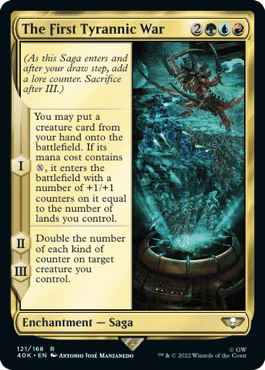 The First Tyrannic War 2
(As this Saga enters and
after your draw step, add
a lore counter. Sacrifice
after III.)
I
You may put a
creature card from
your hand onto the
battlefield. If its
mana cost contains
X, it enters the
battlefield with a
number of +1/+1
counters on it equal
to the number of
lands you control.
II
III
Double the number
of each kind of
counter on target
creature you
control.
Enchantment — Saga
121/168 R
40K • EN Antonio José Manzanedo
© GW
™ & © 2022 Wizards of the Coast